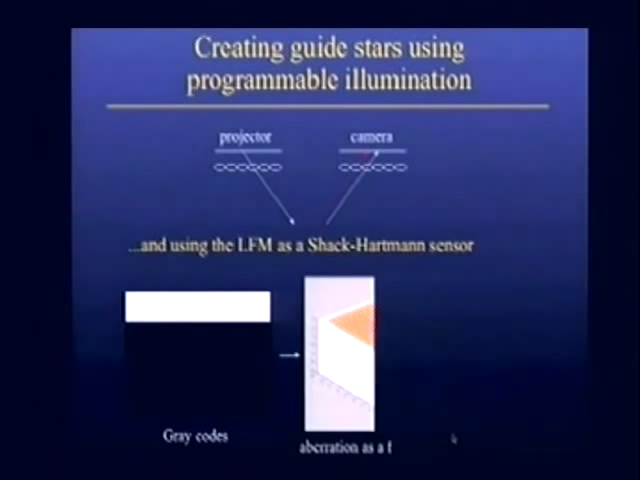 Creating guide stars using
programmable illumination
projector camera
...and using the LFM as a Shack-Hartmann sensor
Gray codes
aberration as a f